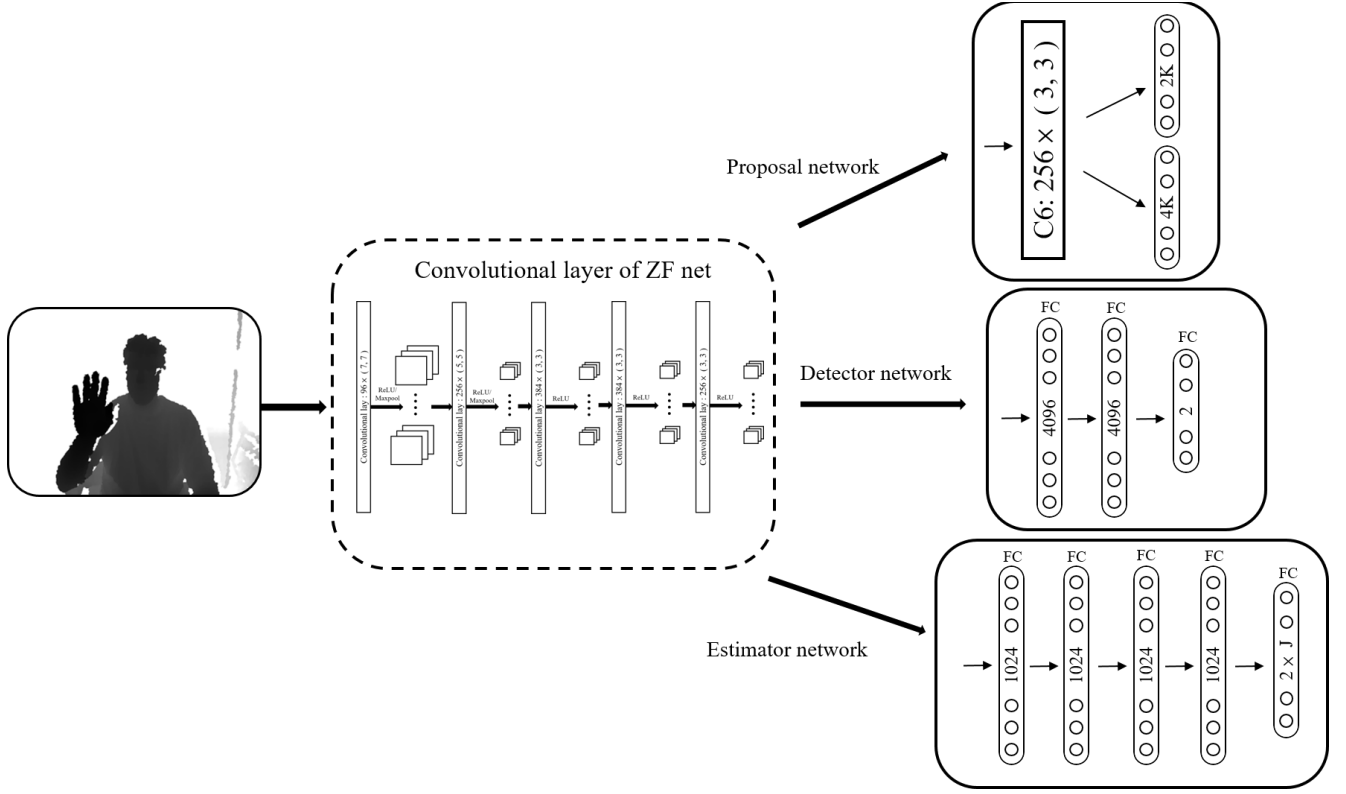 Convolutional layer of ZF net
Convolutional lay : 96 × ( 7, 7 )
ReLU/
Maxpool
Convolutional lay : 256 × ( 5, 5 )
ReLU/
Maxpool
Convolutional lay : 384 × ( 3, 3 )
ReLU
Convolutional lay : 384 × ( 3, 3 )
ReLU
Convolutional lay : 256 × ( 3, 3 )
ReLU
Proposal network
C6: 256 × ( 3, 3 )
2K
4K
Detector network
FC
4096
FC
4096
FC
2
Estimator network
FC
1024
FC
1024
FC
1024
FC
1024
FC
2 × J